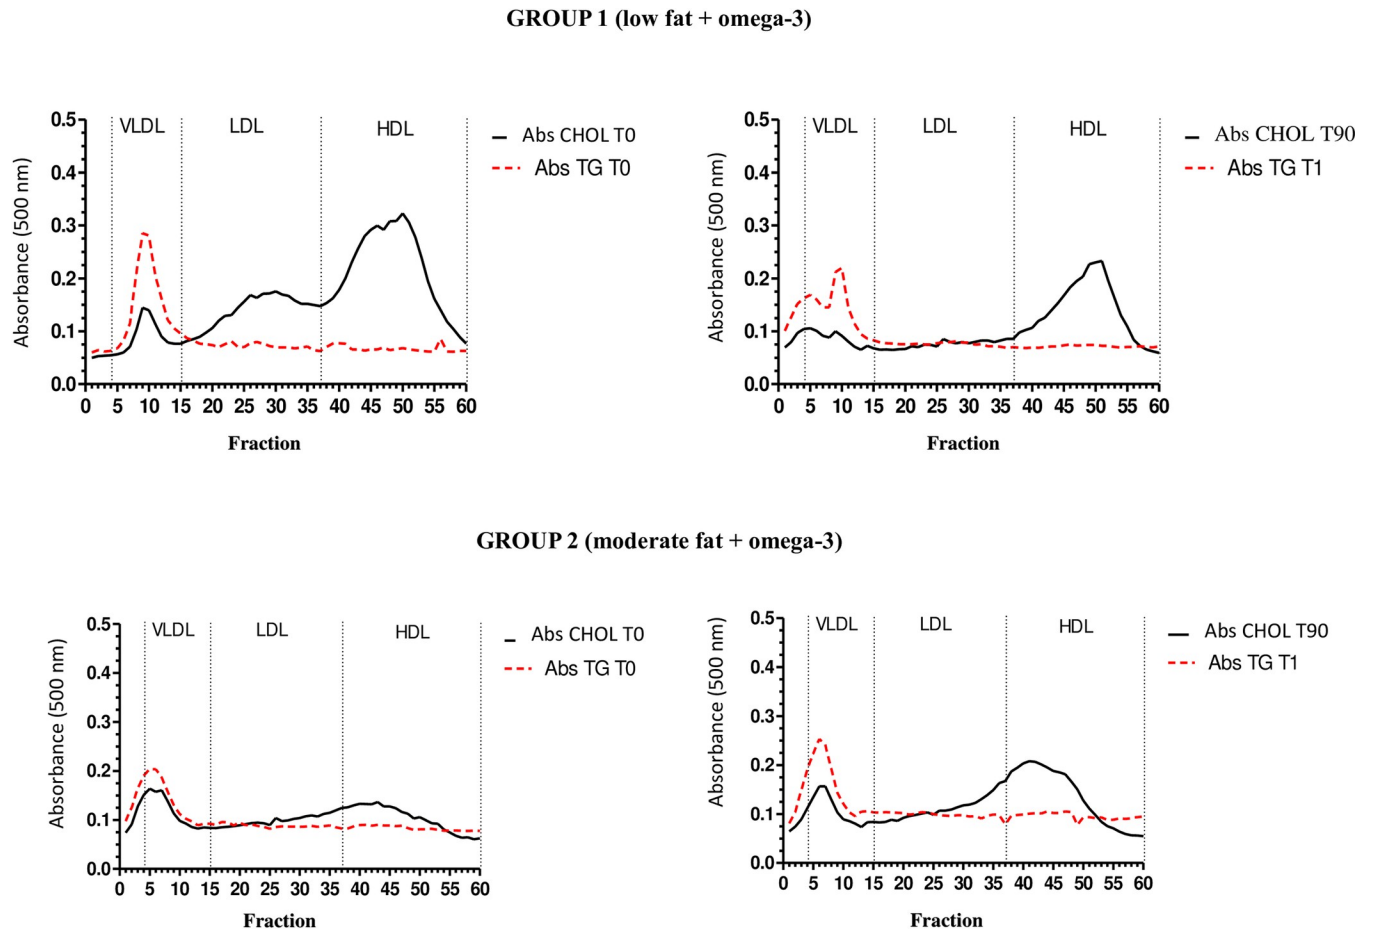 GROUP 1 (low fat + omega-3)
0.5
0.4
0.3
0.2
0.1
0.0
Absorbance (500 nm)
VLDL LDL HDL
Abs CHOL T0
Abs TG T0
0 5 10 15 20 25 30 35 40 45 50 55 60
Fraction
0.5
0.4
0.3
0.2
0.1
0.0
Absorbance (500 nm)
VLDL LDL HDL
Abs CHOL T90
Abs TG T1
0 5 10 15 20 25 30 35 40 45 50 55 60
Fraction
GROUP 2 (moderate fat + omega-3)
0.5
0.4
0.3
0.2
0.1
0.0
Absorbance (500 nm)
VLDL LDL HDL
Abs CHOL T0
Abs TG T0
0 5 10 15 20 25 30 35 40 45 50 55 60
Fraction
0.5
0.4
0.3
0.2
0.1
0.0
Absorbance (500 nm)
VLDL LDL HDL
Abs CHOL T90
Abs TG T1
0 5 10 15 20 25 30 35 40 45 50 55 60
Fraction